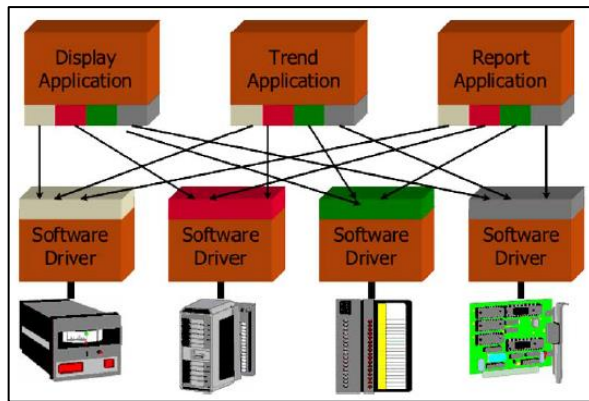 Display
Application
Trend
Application
Report
Application
Software
Driver
Software
Driver
Software
Driver
Software
Driver